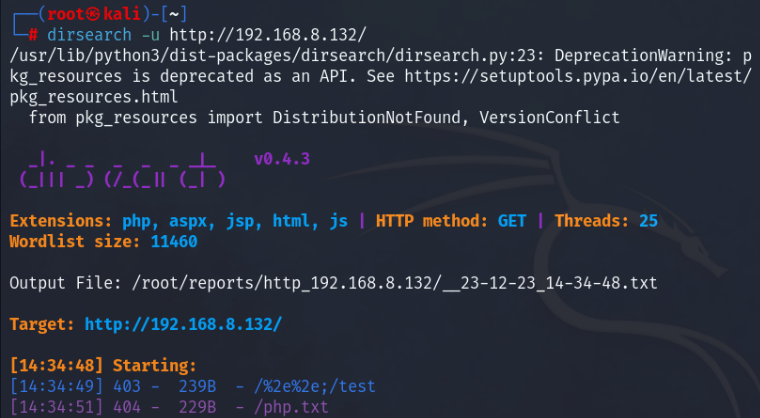 ┌──(root㉿kali)-[~]
└─# dirsearch -u http://192.168.8.132/
/usr/lib/python3/dist-packages/dirsearch/dirsearch.py:23: DeprecationWarning: p
kg_resources is deprecated as an API. See https://setuptools.pypa.io/en/latest/
pkg_resources.html
  from pkg_resources import DistributionNotFound, VersionConflict

  _|. _ _  _  _  _ _|_    v0.4.3
 (_||| _) (/_(_|| (_| )

Extensions: php, aspx, jsp, html, js | HTTP method: GET | Threads: 25
Wordlist size: 11460

Output File: /root/reports/http_192.168.8.132/__23-12-23_14-34-48.txt

Target: http://192.168.8.132/

[14:34:48] Starting:
[14:34:49] 403 -  239B  - /%2e%2e;/test
[14:34:51] 404 -  229B  - /php.txt